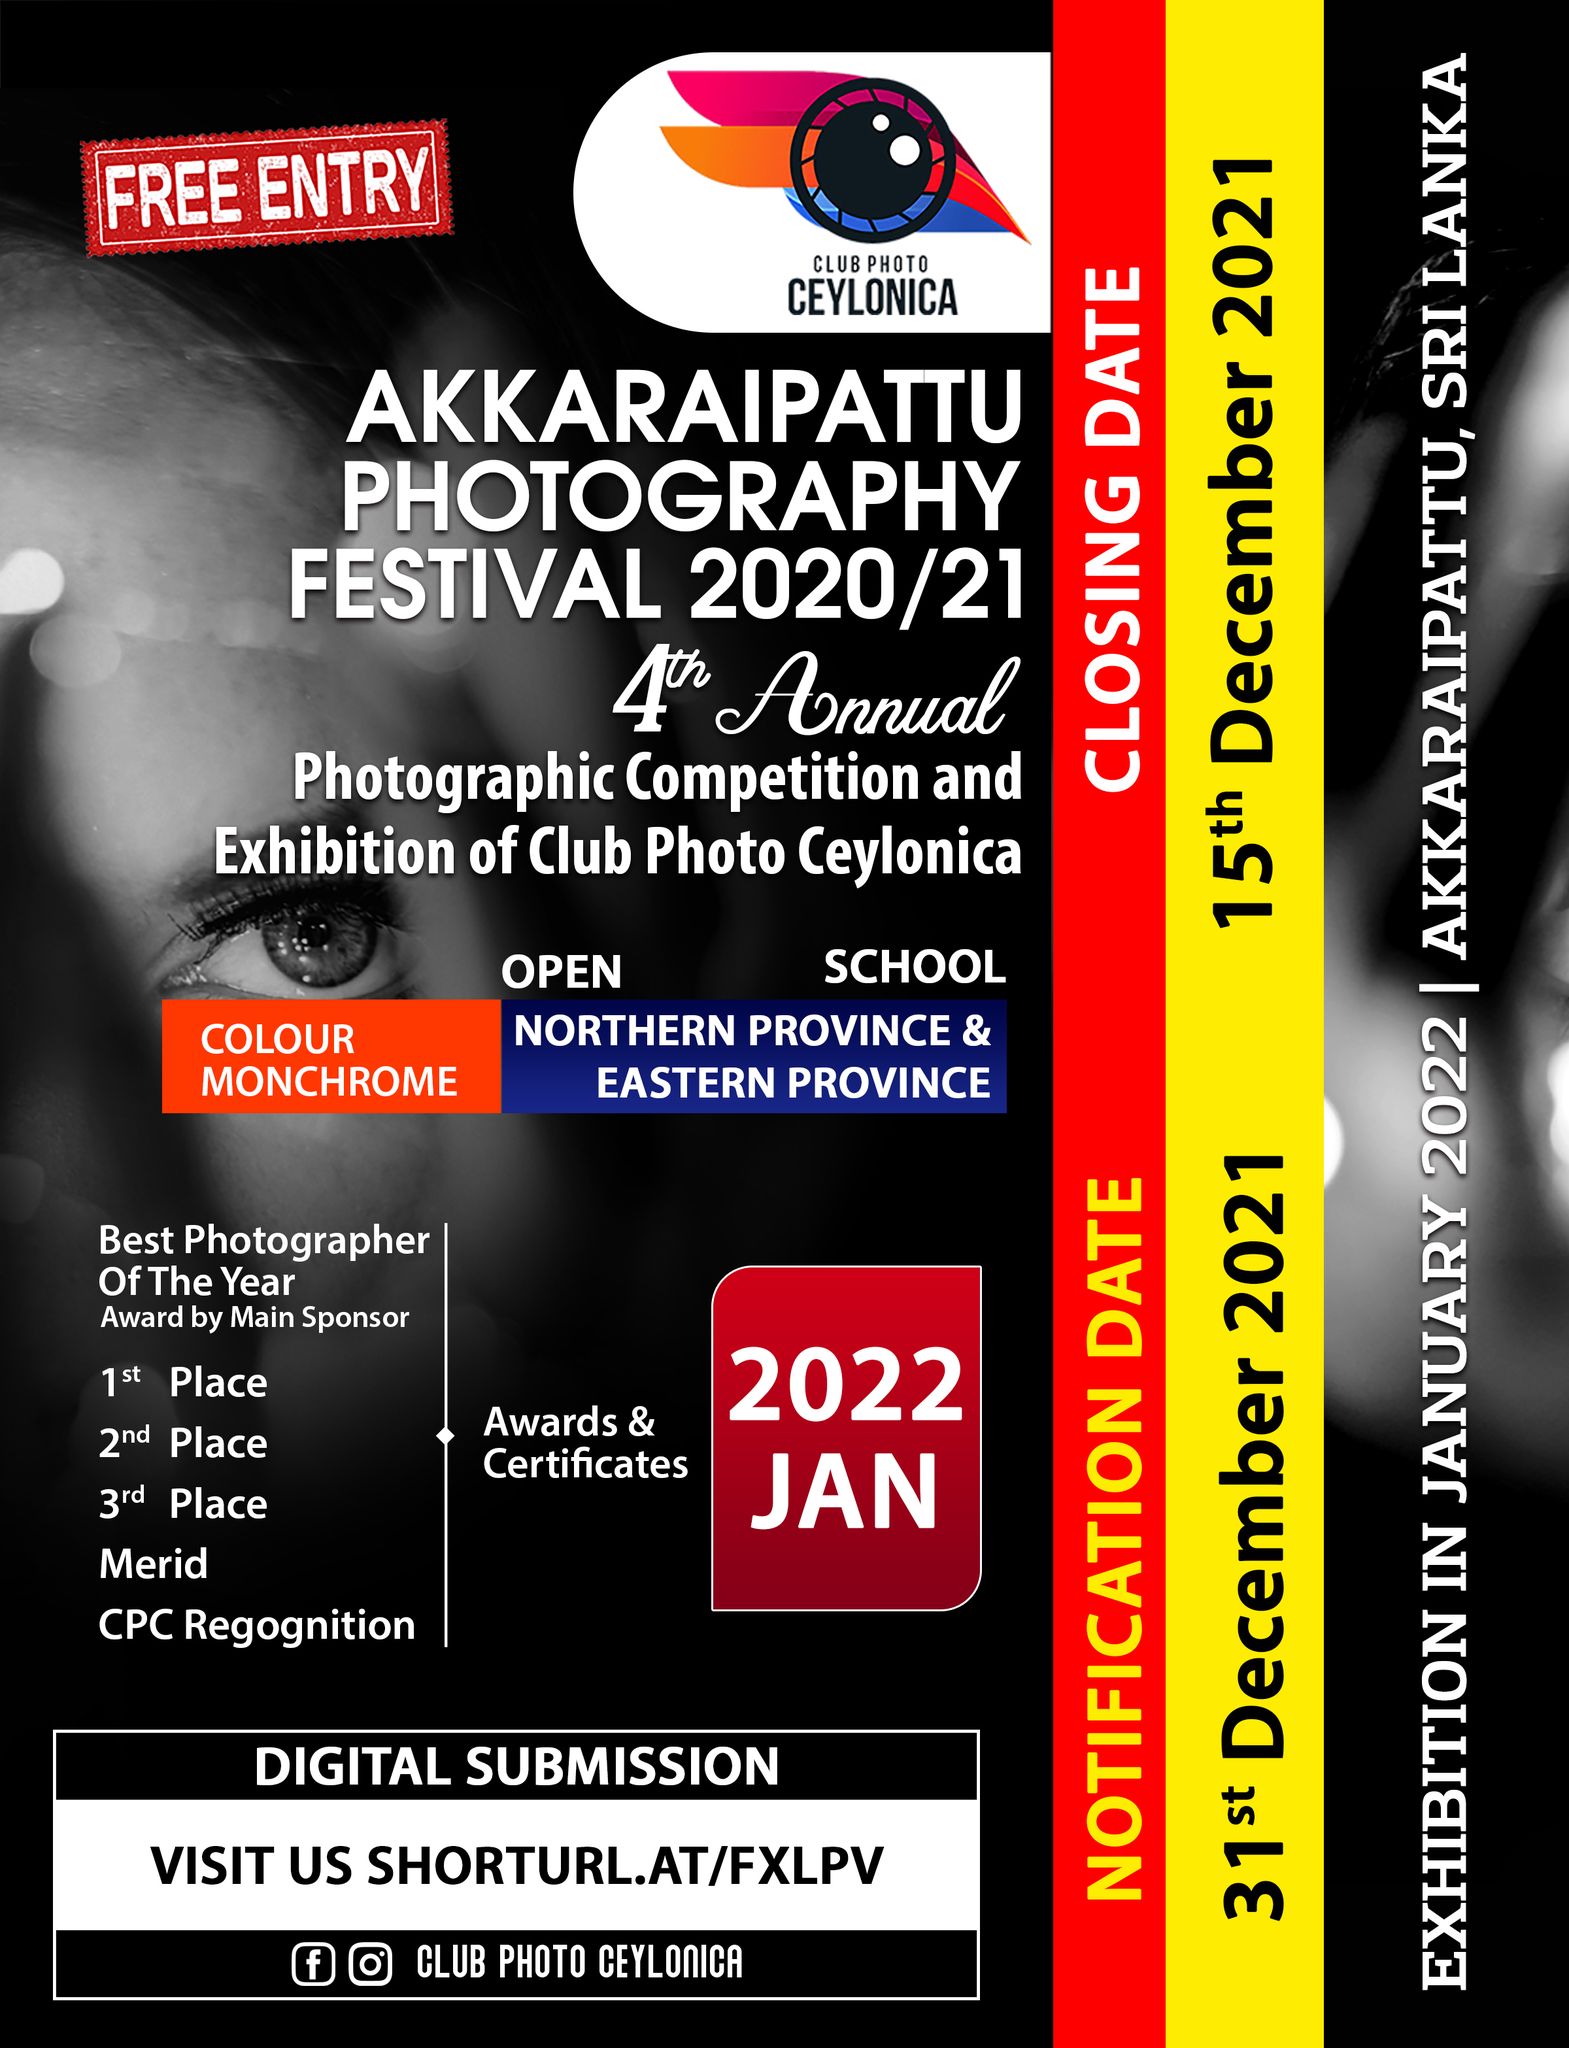 FREE ENTRY
CLUB PHOTO
CEYLONICA
AKKARAIPATTU
PHOTOGRAPHY
FESTIVAL 2020/21
4th Annual
Photographic Competition and
Exhibition of Club Photo Ceylonica
OPEN
SCHOOL
COLOUR
MONCHROME
NORTHERN PROVINCE &
EASTERN PROVINCE
Best Photographer
Of The Year
Award by Main Sponsor
1st Place
2nd Place
3rd Place
Merid
CPC Regognition
Awards &
Certificates
2022
JAN
DIGITAL SUBMISSION
VISIT US SHORTURL.AT/FXLPV
CLUB PHOTO CEYLONICA
CLOSING DATE
15th December 2021
NOTIFICATION DATE
31st December 2021
EXHIBITION IN JANUARY 2022 | AKKARAIPATTU, SRI LANKA